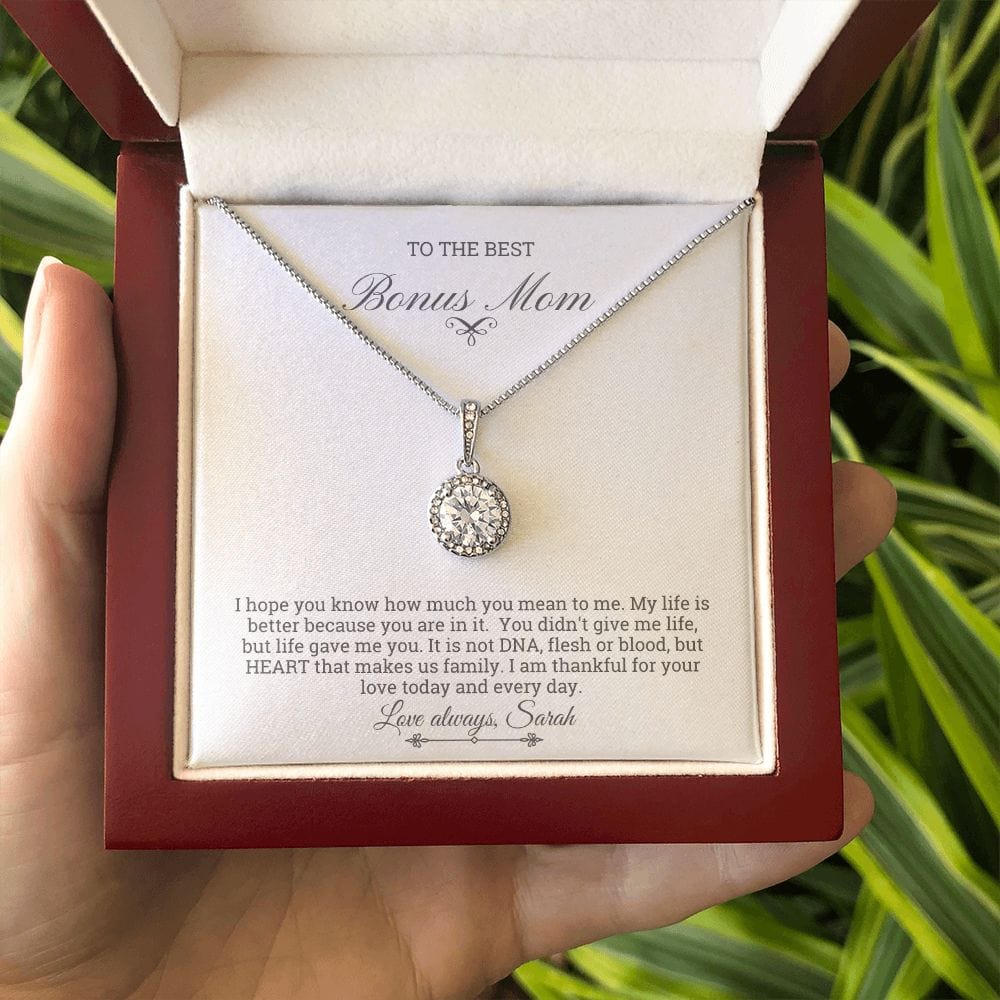 TO THE BEST
Bonus Mom
I hope you know how much you mean to me. My life is
better because you are in it.  You didn't give me life,
but life gave me you. It is not DNA, flesh or blood, but
HEART that makes us family. I am thankful for your
love today and every day.
Love always, Sarah